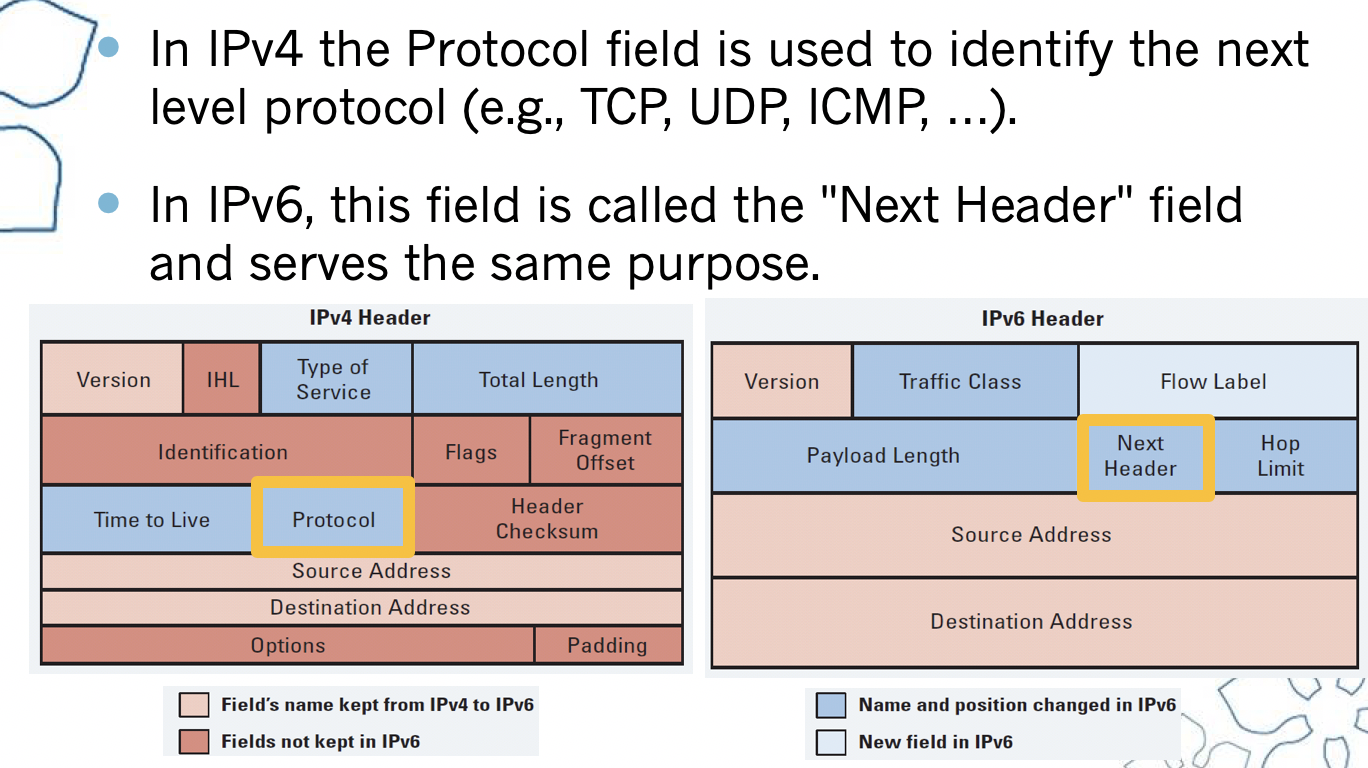 In IPv4 the Protocol field is used to identify the next
level protocol (e.g., TCP, UDP, ICMP, ...).
In IPv6, this field is called the "Next Header" field
and serves the same purpose.
IPv4 Header
Version
IHL
Type of
Service
Total Length
Identification
Flags
Fragment
Offset
Time to Live
Protocol
Header
Checksum
Source Address
Destination Address
Options
Padding
Field's name kept from IPv4 to IPv6
Fields not kept in IPv6
IPv6 Header
Version
Traffic Class
Flow Label
Payload Length
Next
Header
Hop
Limit
Source Address
Destination Address
Name and position changed in IPv6
New field in IPv6